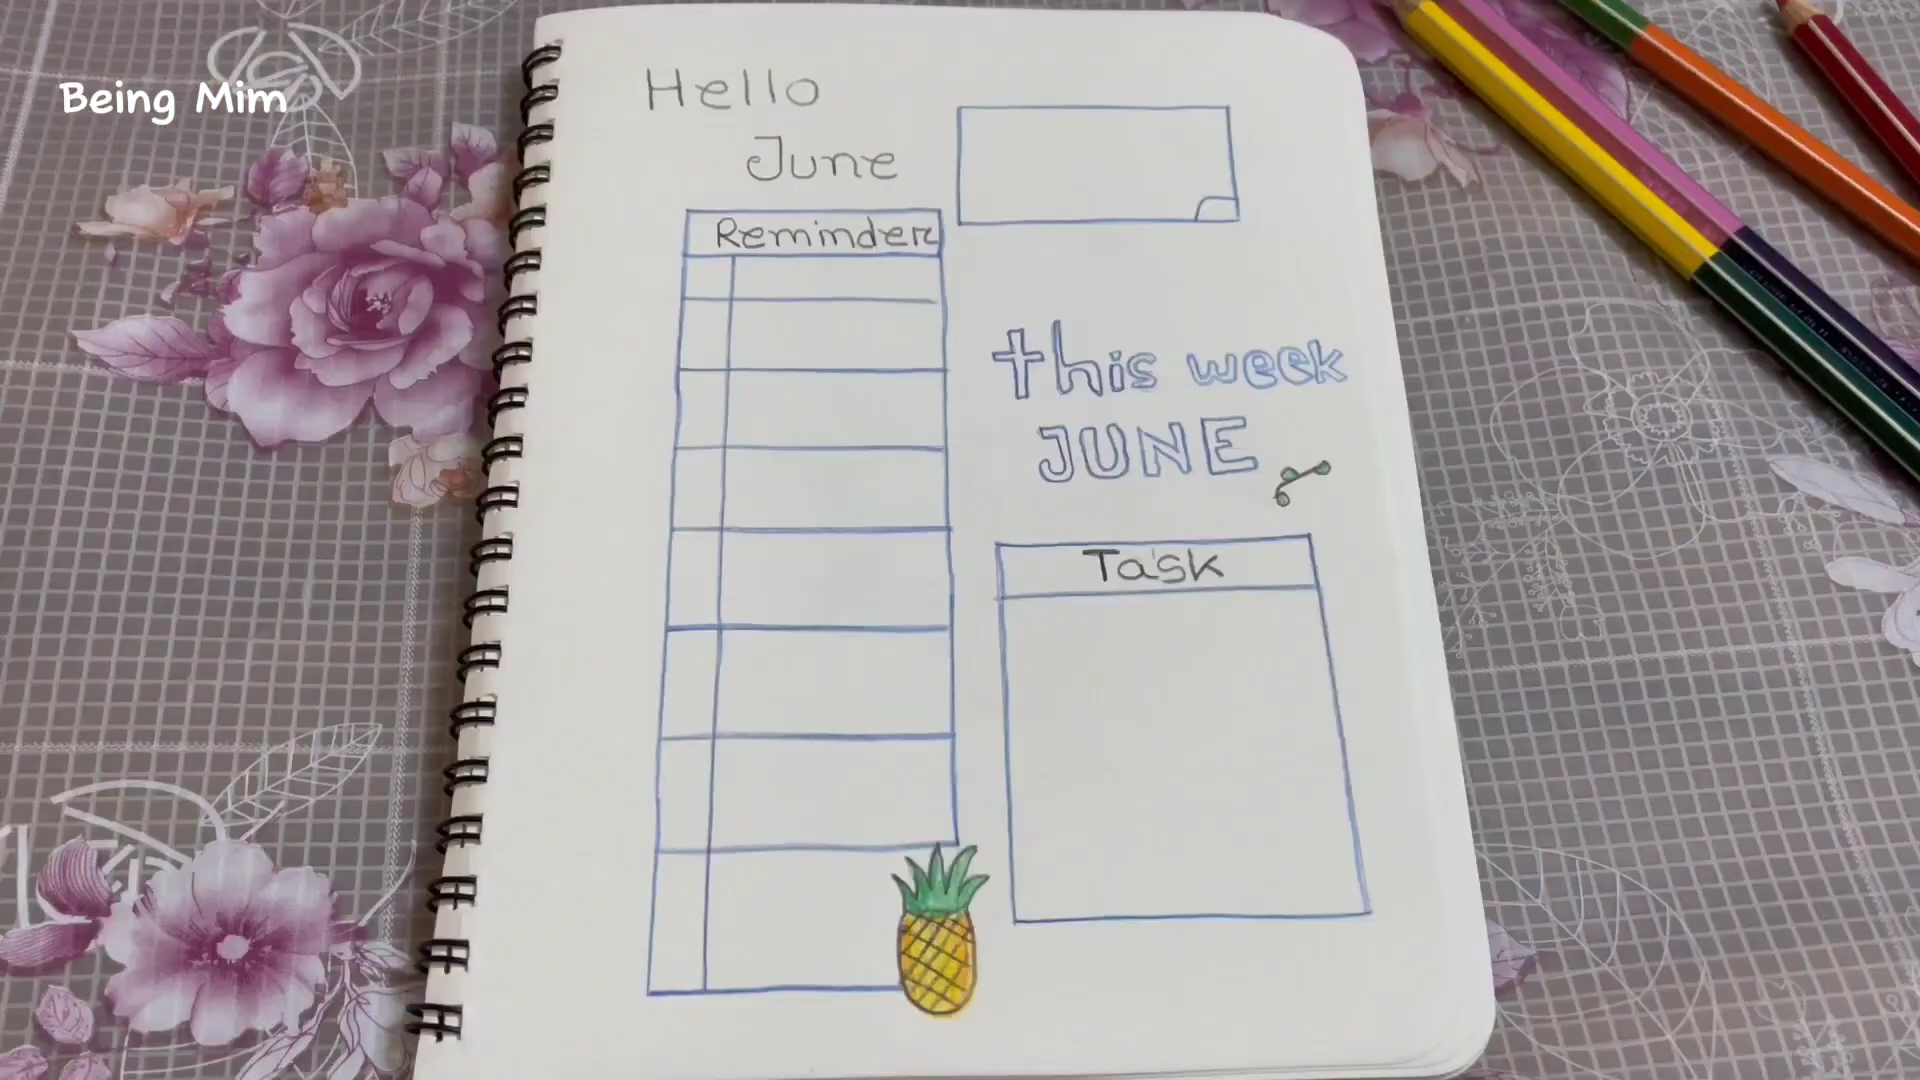 Being Mim
Hello
June
Reminder
this week
JUNE
Task